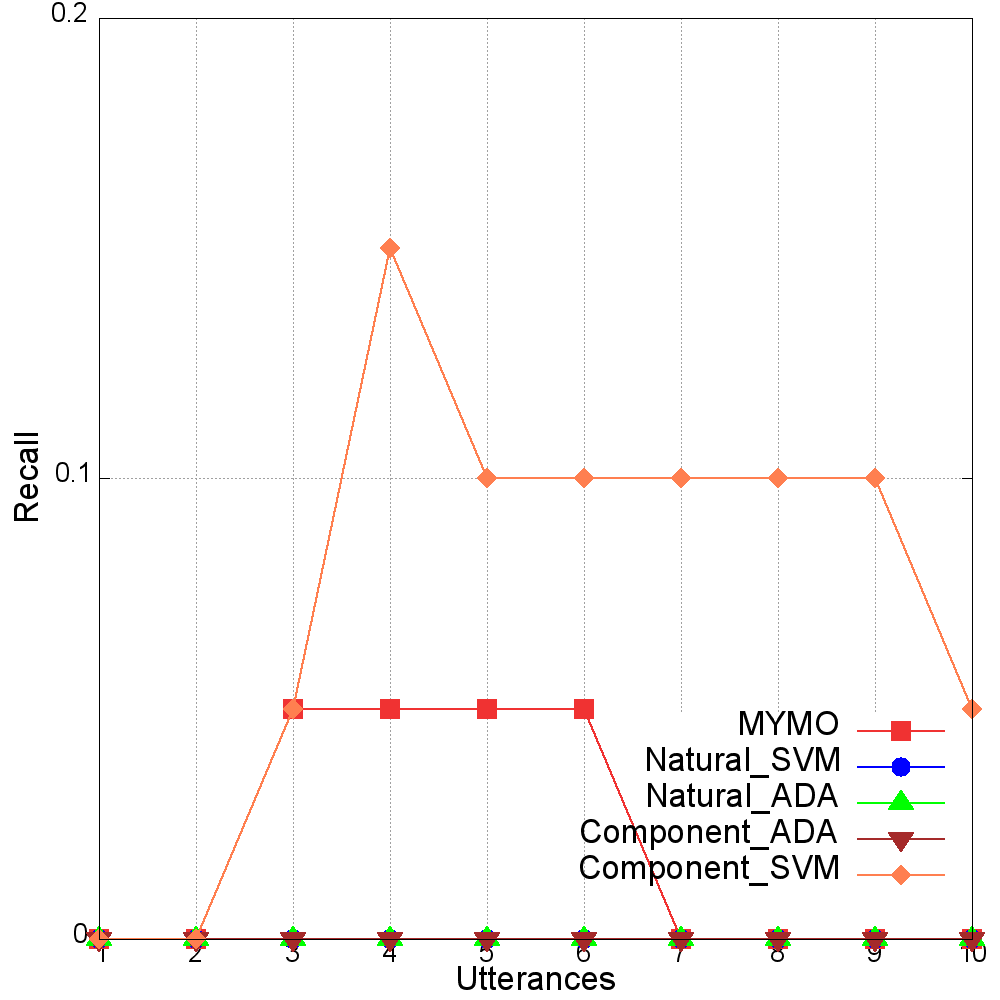 0.2
0.1
0
Recall
MYMO
Natural_SVM
Natural_ADA
Component_ADA
Component_SVM
1 2 3 4 5 6 7 8 9 10
Utterances